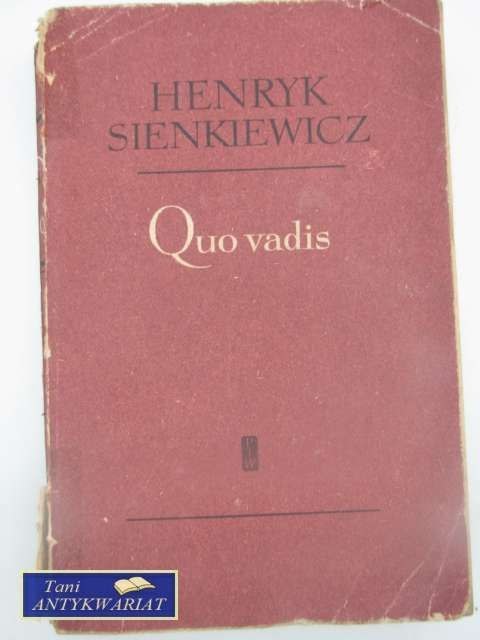 HENRYK
SIENKIEWICZ
Quo vadis
Tani
ANTYKWARIAT